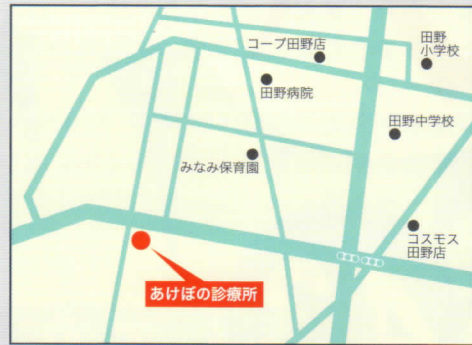 コープ田野店
田野
小学校
田野病院
田野中学校
みなみ保育園
コスモス
田野店
あけぼの診療所